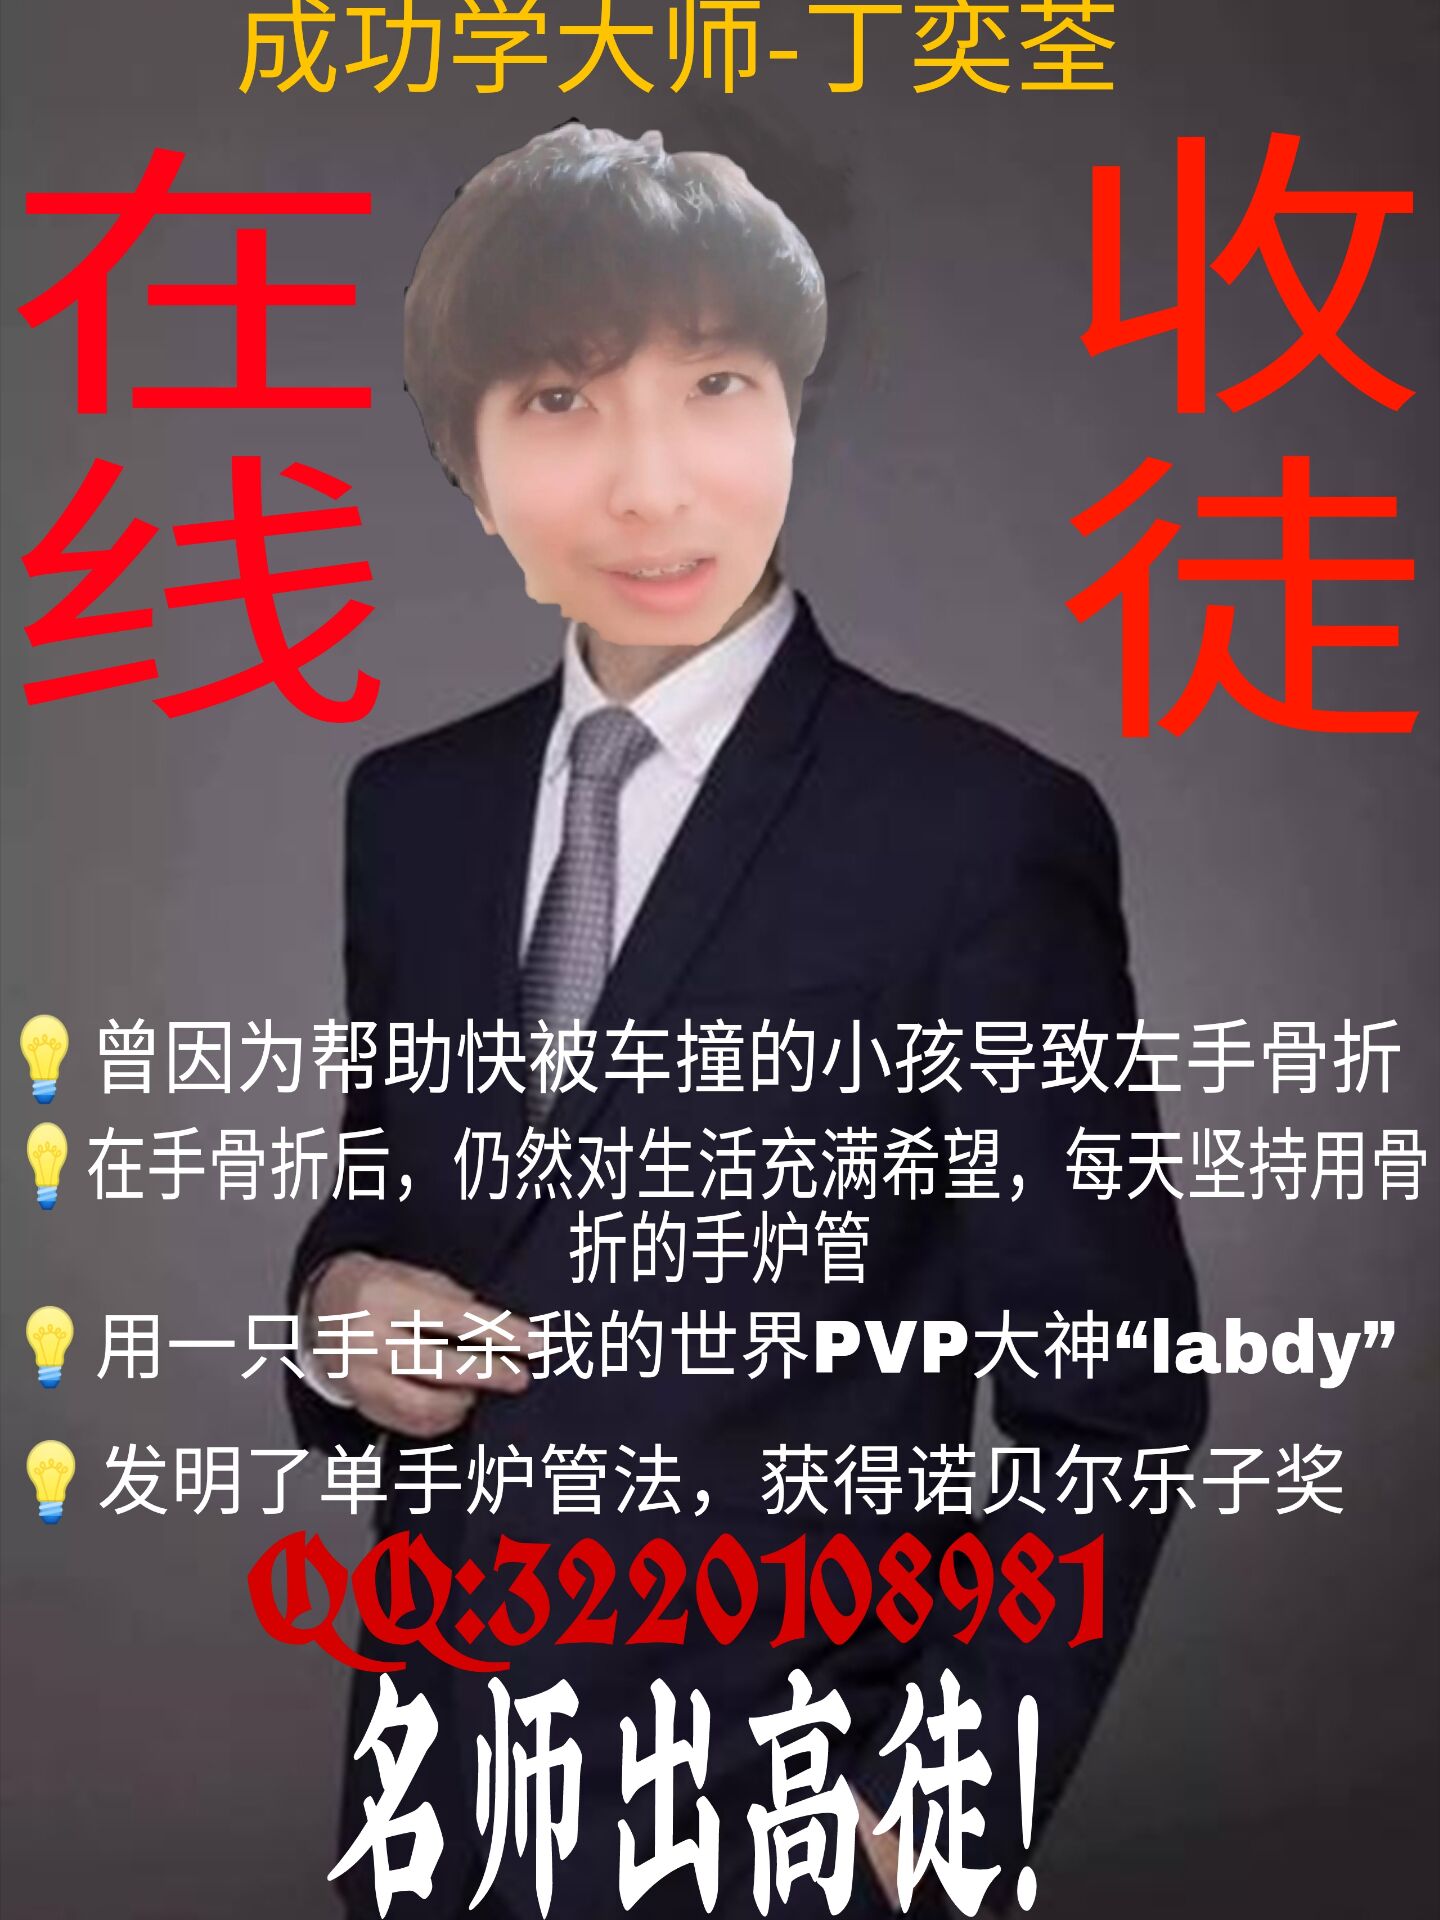 成功学大师-丁奕荃
在线
收徒
💡曾因为帮助快被车撞的小孩导致左手骨折
💡在手骨折后，仍然对生活充满希望，每天坚持用骨
折的手炉管
💡用一只手击杀我的世界PVP大神“labdy”
💡发明了单手炉管法，获得诺贝尔乐子奖
QQ:3220108981
名师出高徒!